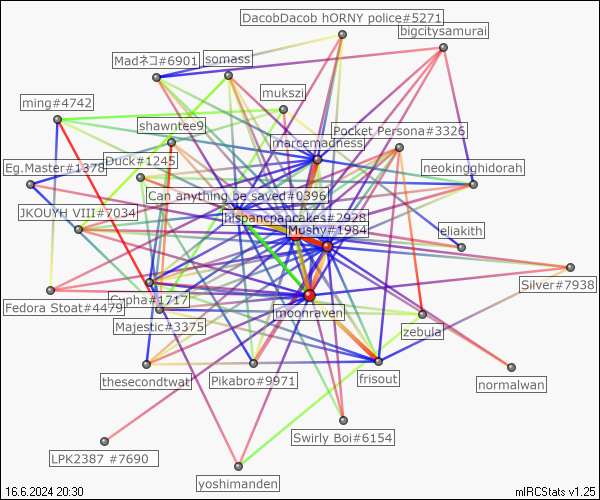 DacobDacob hORNY police#5271
bigcitysamurai
Madネコ#6901
somass
mukszi
ming#4742
shawntee9
Pocket Persona#3326
marcemadness
Duck#1245
Eg.Master#1378
neokingghidorah
Can anything be saved#0396
JKOUYH VIII#7034
hispancpancakes#2928
Mushy#1984
eliakith
Silver#7938
Cypha#1717
Fedora Stoat#4479
moonraven
Majestic#3375
zebula
thesecondtwat
Pikabro#9971
frisout
normalwan
Swirly Boi#6154
LPK2387 #7690
yoshimanden
16.6.2024 20:30
mIRCStats v1.25